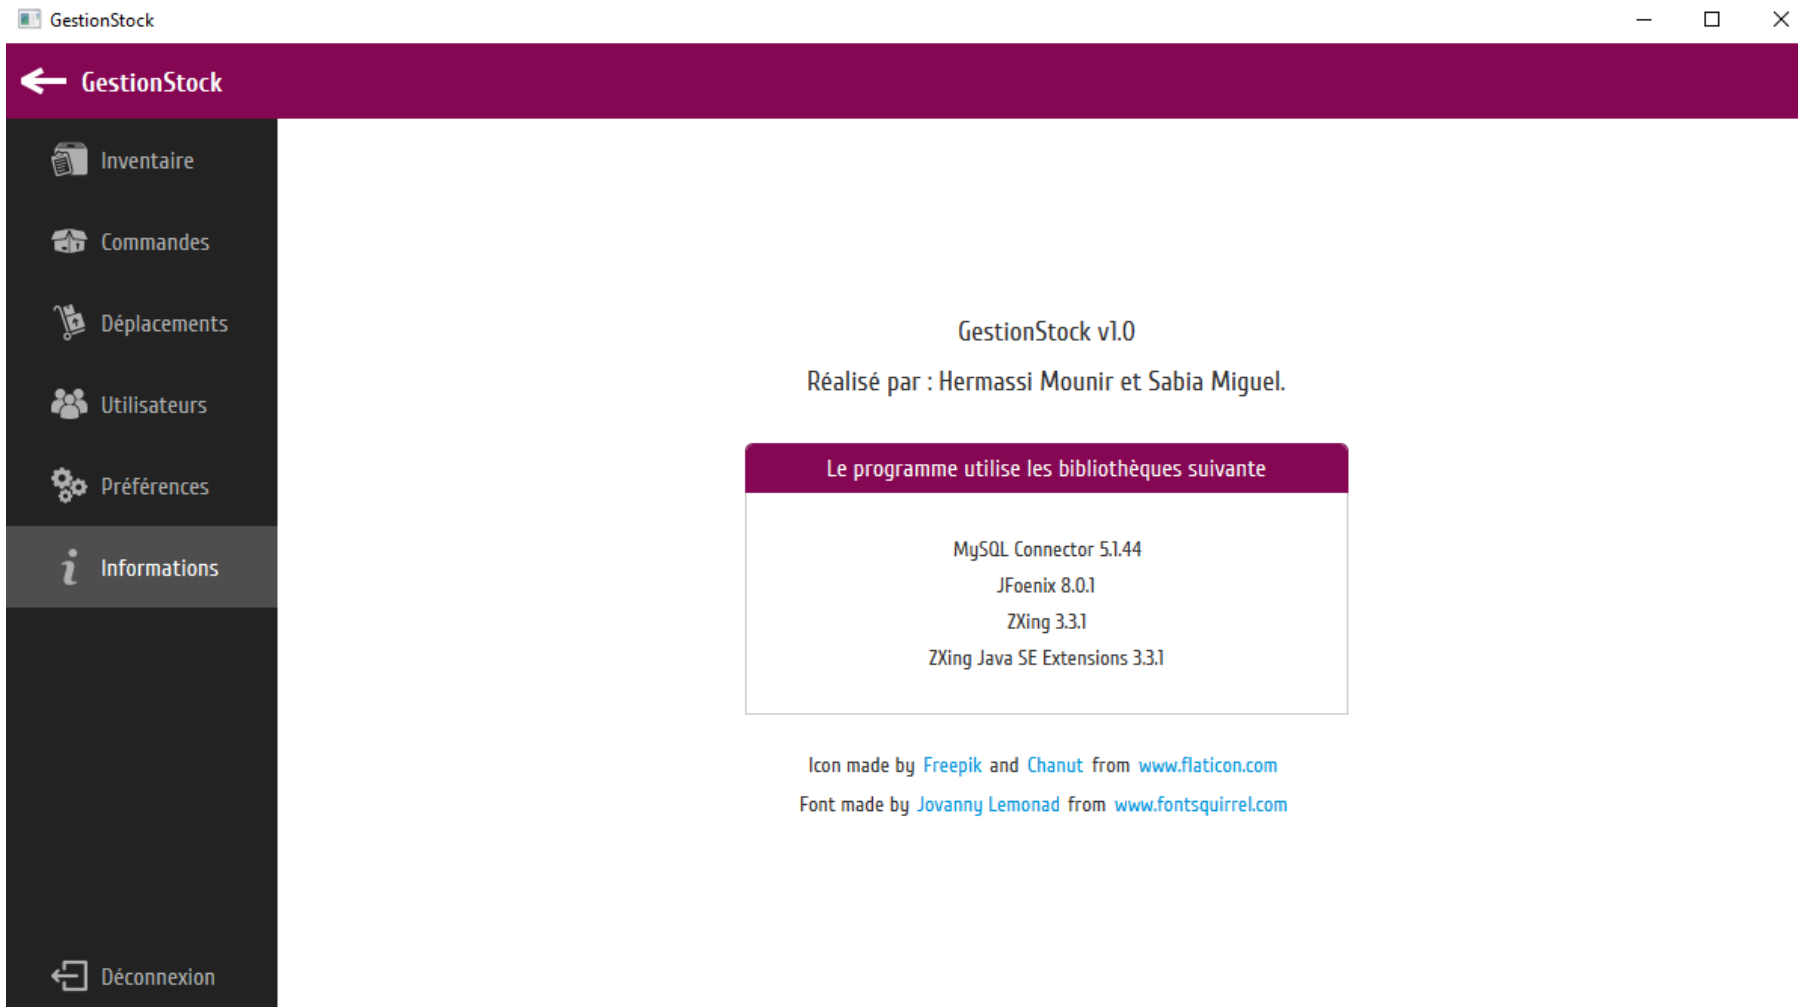 GestionStock
GestionStock
Inventaire
Commandes
Déplacements
Utilisateurs
Préférences
Informations
Déconnexion
GestionStock v1.0
Réalisé par : Hermassi Mounir et Sabia Miguel.
Le programme utilise les bibliothèques suivante
MySQL Connector 5.1.44
JFoenix 8.0.1
ZXing 3.3.1
ZXing Java SE Extensions 3.3.1
Icon made by Freepik and Chanut from www.flaticon.com
Font made by Jovanny Lemonad from www.fontsquirrel.com